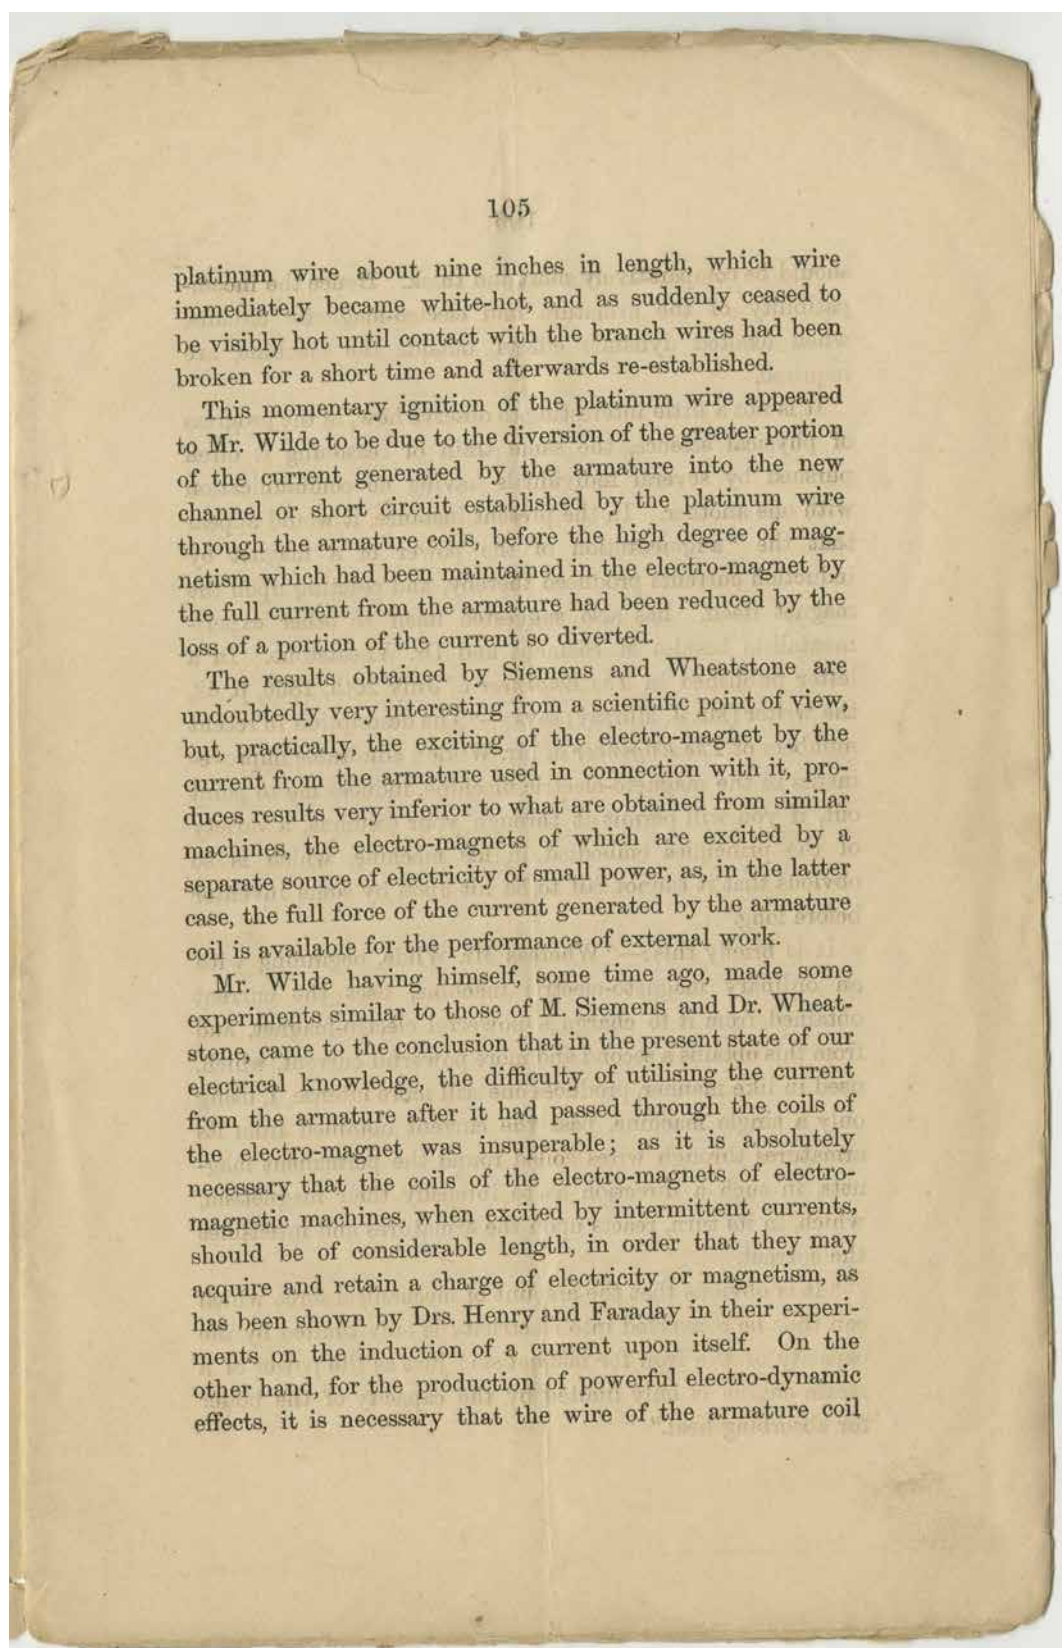 105
platinum wire about nine inches in length, which wire
immediately became white-hot, and as suddenly ceased to
be visibly hot until contact with the branch wires had been
broken for a short time and afterwards re-established.
This momentary ignition of the platinum wire appeared
to Mr. Wilde to be due to the diversion of the greater portion
of the current generated by the armature into the new
channel or short circuit established by the platinum wire
through the armature coils, before the high degree of mag-
netism which had been maintained in the electro-magnet by
the full current from the armature had been reduced by the
loss of a portion of the current so diverted.
The results obtained by Siemens and Wheatstone are
undoubtedly very interesting from a scientific point of view,
but, practically, the exciting of the electro-magnet by the
current from the armature used in connection with it, pro-
duces results very inferior to what are obtained from similar
machines, the electro-magnets of which are excited by a
separate source of electricity of small power, as, in the latter
case, the full force of the current generated by the armature
coil is available for the performance of external work.
Mr. Wilde having himself, some time ago, made some
experiments similar to those of M. Siemens and Dr. Wheat-
stone, came to the conclusion that in the present state of our
electrical knowledge, the difficulty of utilising the current
from the armature after it had passed through the coils of
the electro-magnet was insuperable; as it is absolutely
necessary that the coils of the electro-magnets of electro-
magnetic machines, when excited by intermittent currents,
should be of considerable length, in order that they may
acquire and retain a charge of electricity or magnetism, as
has been shown by Drs. Henry and Faraday in their experi-
ments on the induction of a current upon itself. On the
other hand, for the production of powerful electro-dynamic
effects, it is necessary that the wire of the armature coil